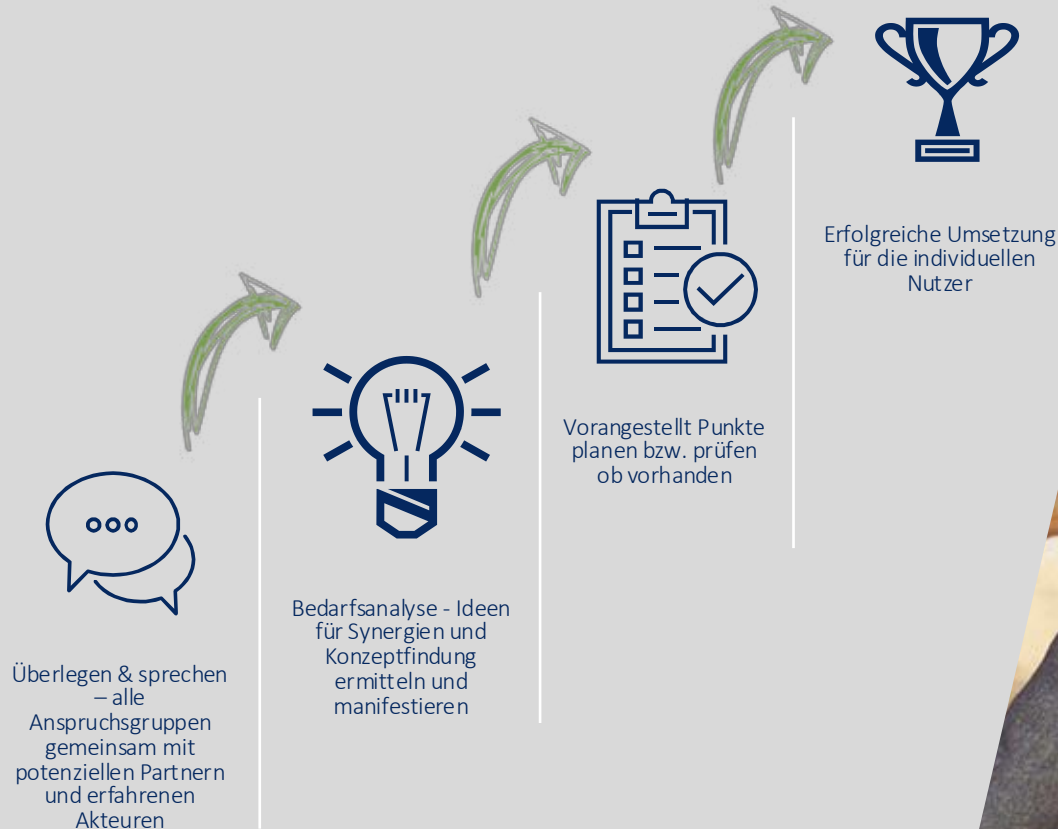 Überlegen & sprechen
– alle
Anspruchsgruppen
gemeinsam mit
potenziellen Partnern
und erfahrenen
Akteuren
Bedarfsanalyse - Ideen
für Synergien und
Konzeptfindung
ermitteln und
manifestieren
Vorangestellt Punkte
planen bzw. prüfen
ob vorhanden
Erfolgreiche Umsetzung
für die individuellen
Nutzer